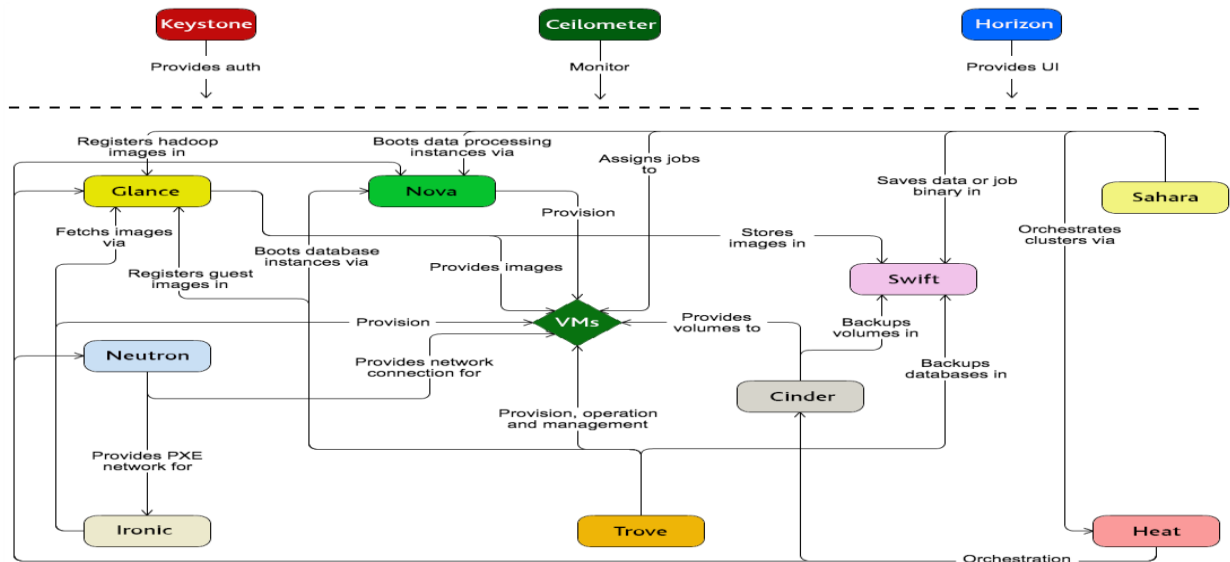 Keystone
Ceilometer
Horizon
Provides auth
Monitor
Provides UI
Registers hadoop
images in
Boots data processing
instances via
Assigns jobs
to
Saves data or job
binary in
Glance
Nova
Sahara
Provision
Fetchs images
via
Stores
images in
Orchestrates
clusters via
Boots database
instances via
Provides images
Registers guest
images in
Swift
Provision
VMs
Provides
volumes to
Backups
volumes in
Neutron
Provides network
connection for
Backups
databases in
Cinder
Provision, operation
and management
Provides PXE
network for
Ironic
Trove
Heat
Orchestration